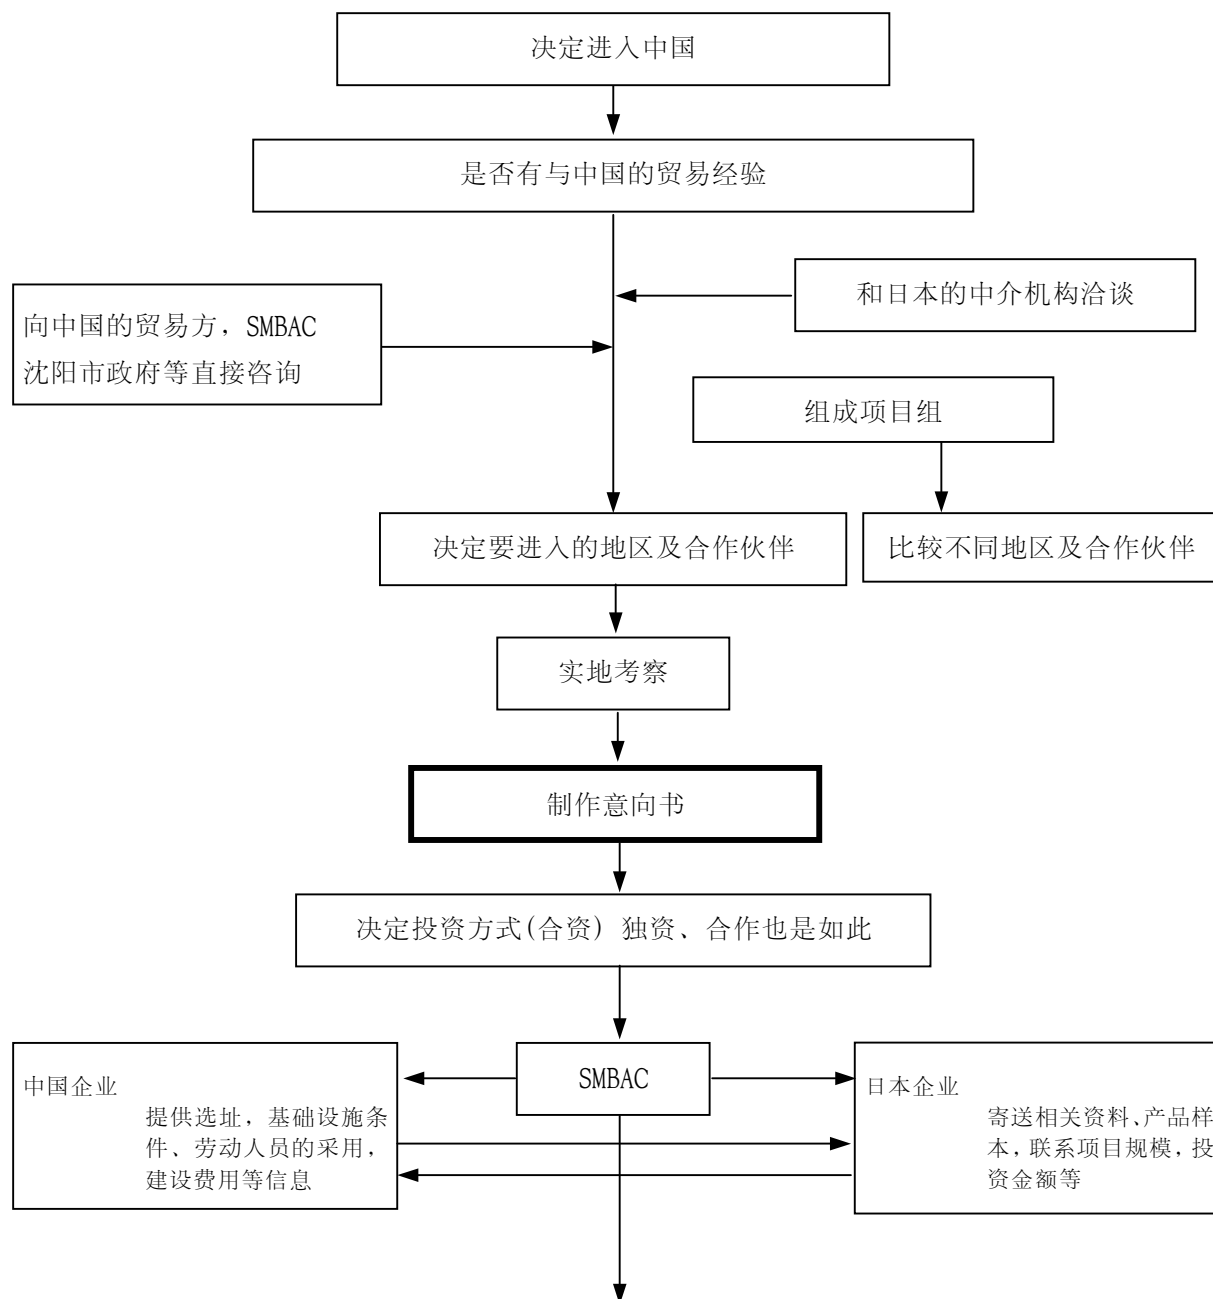 决定进入中国
是否有与中国的贸易经验
和日本的中介机构洽谈
向中国的贸易方，SMBAC
沈阳市政府等直接咨询
组成项目组
决定要进入的地区及合作伙伴
比较不同地区及合作伙伴
实地考察
制作意向书
决定投资方式(合资) 独资、合作也是如此
中国企业
提供选址，基础设施条
件、劳动人员的采用，
建设费用等信息
SMBAC
日本企业
寄送相关资料、产品样
本，联系项目规模，投
资金额等